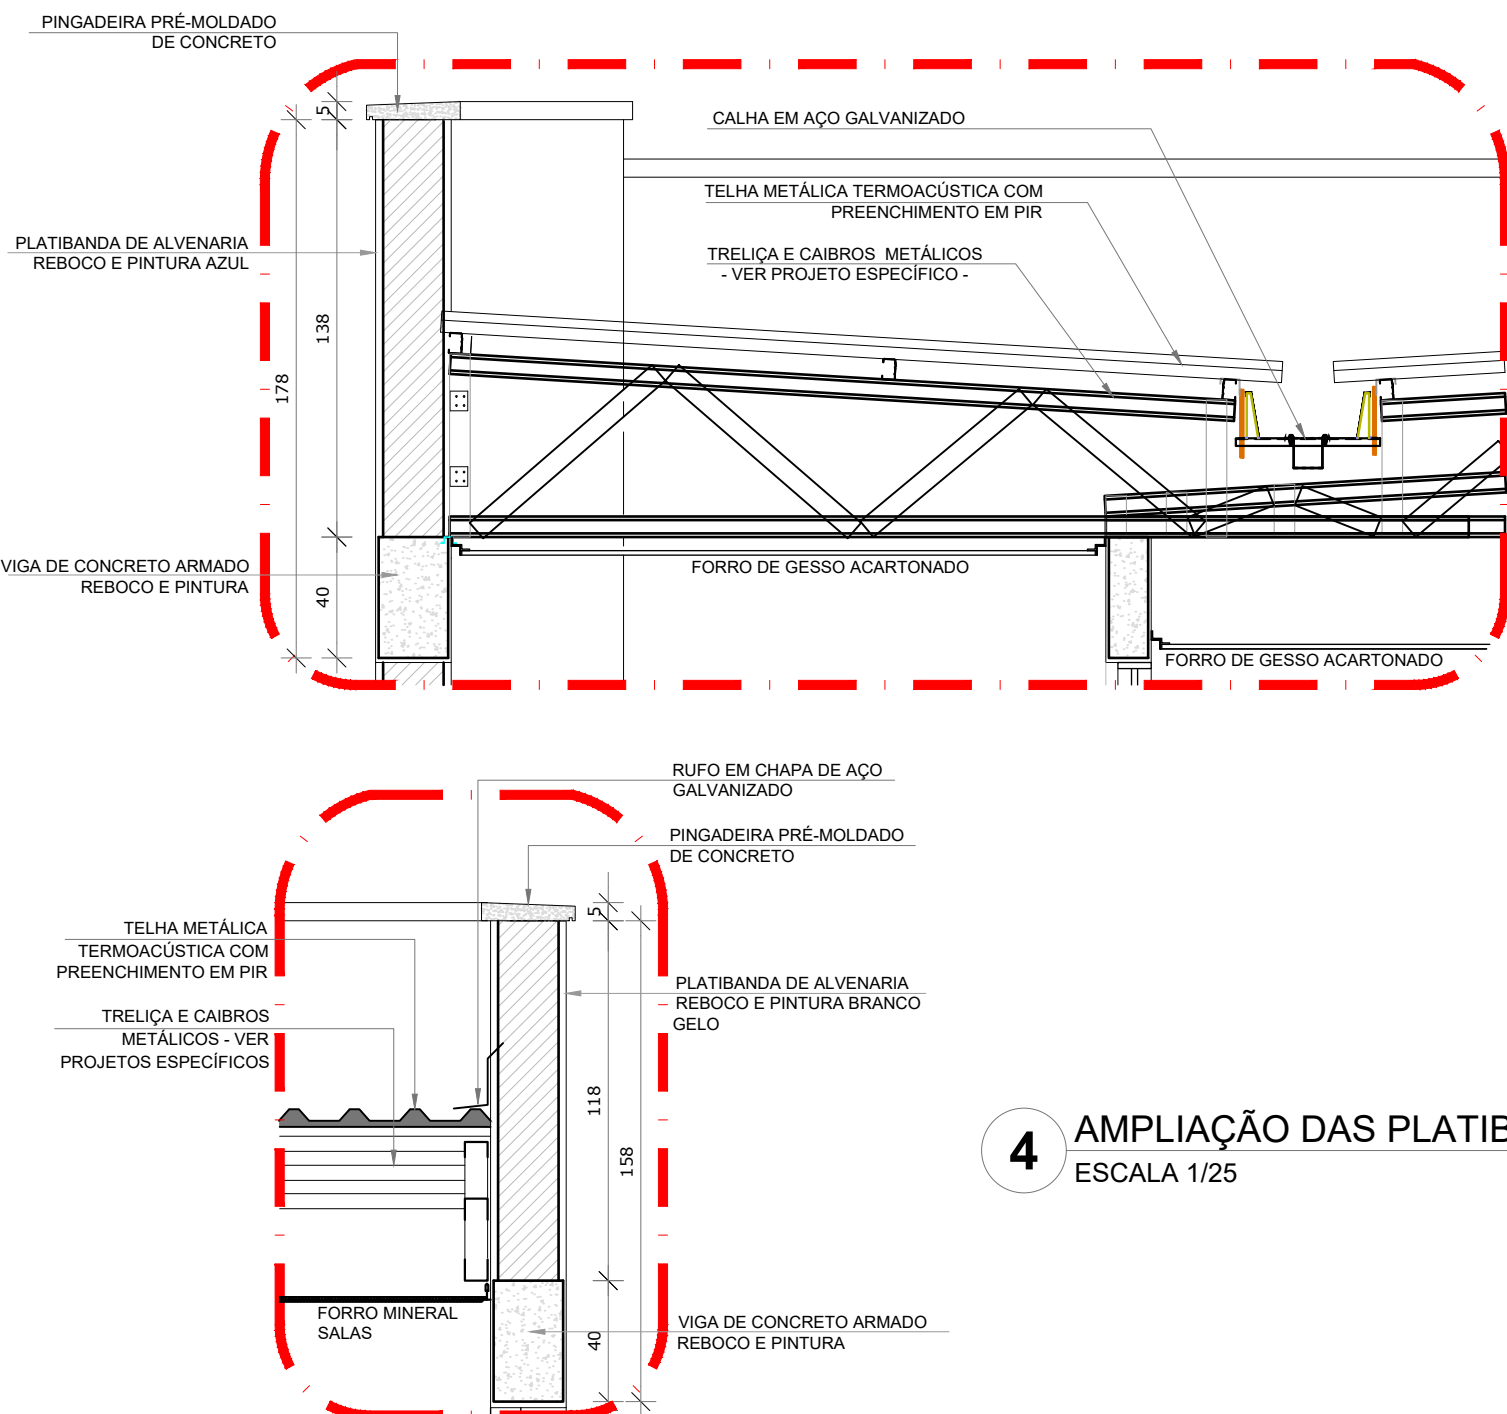 PINGADEIRA PRÉ-MOLDADO
DE CONCRETO
5
CALHA EM AÇO GALVANIZADO
TELHA METÁLICA TERMOACÚSTICA COM
PREENCHIMENTO EM PIR
PLATIBANDA DE ALVENARIA
REBOCO E PINTURA AZUL
TRELIÇA E CAIBROS METÁLICOS
- VER PROJETO ESPECÍFICO -
138
178
VIGA DE CONCRETO ARMADO
REBOCO E PINTURA
40
FORRO DE GESSO ACARTONADO
FORRO DE GESSO ACARTONADO
RUFO EM CHAPA DE AÇO
GALVANIZADO
PINGADEIRA PRÉ-MOLDADO
DE CONCRETO
5
TELHA METÁLICA
TERMOACÚSTICA COM
PREENCHIMENTO EM PIR
PLATIBANDA DE ALVENARIA
REBOCO E PINTURA BRANCO
GELO
TRELIÇA E CAIBROS
METÁLICOS - VER
PROJETOS ESPECÍFICOS
118
158
4
AMPLIAÇÃO DAS PLATIB
ESCALA 1/25
FORRO MINERAL
SALAS
40
VIGA DE CONCRETO ARMADO
REBOCO E PINTURA